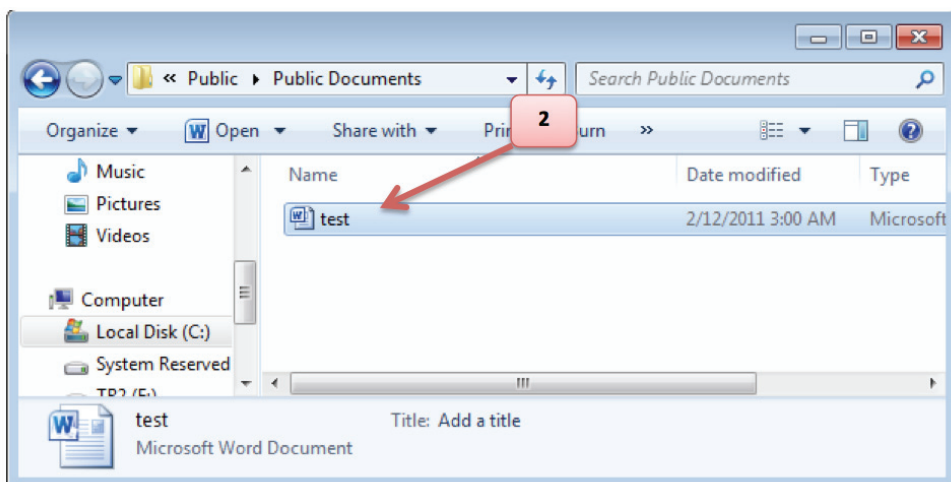 « Public ▸ Public Documents
Search Public Documents
Organize
Open
Share with
2
»
Music
Pictures
Videos
Computer
Local Disk (C:)
System Reserved
Name
Date modified
Type
test
2/12/2011 3:00 AM
Microsoft
test
Microsoft Word Document
Title: Add a title